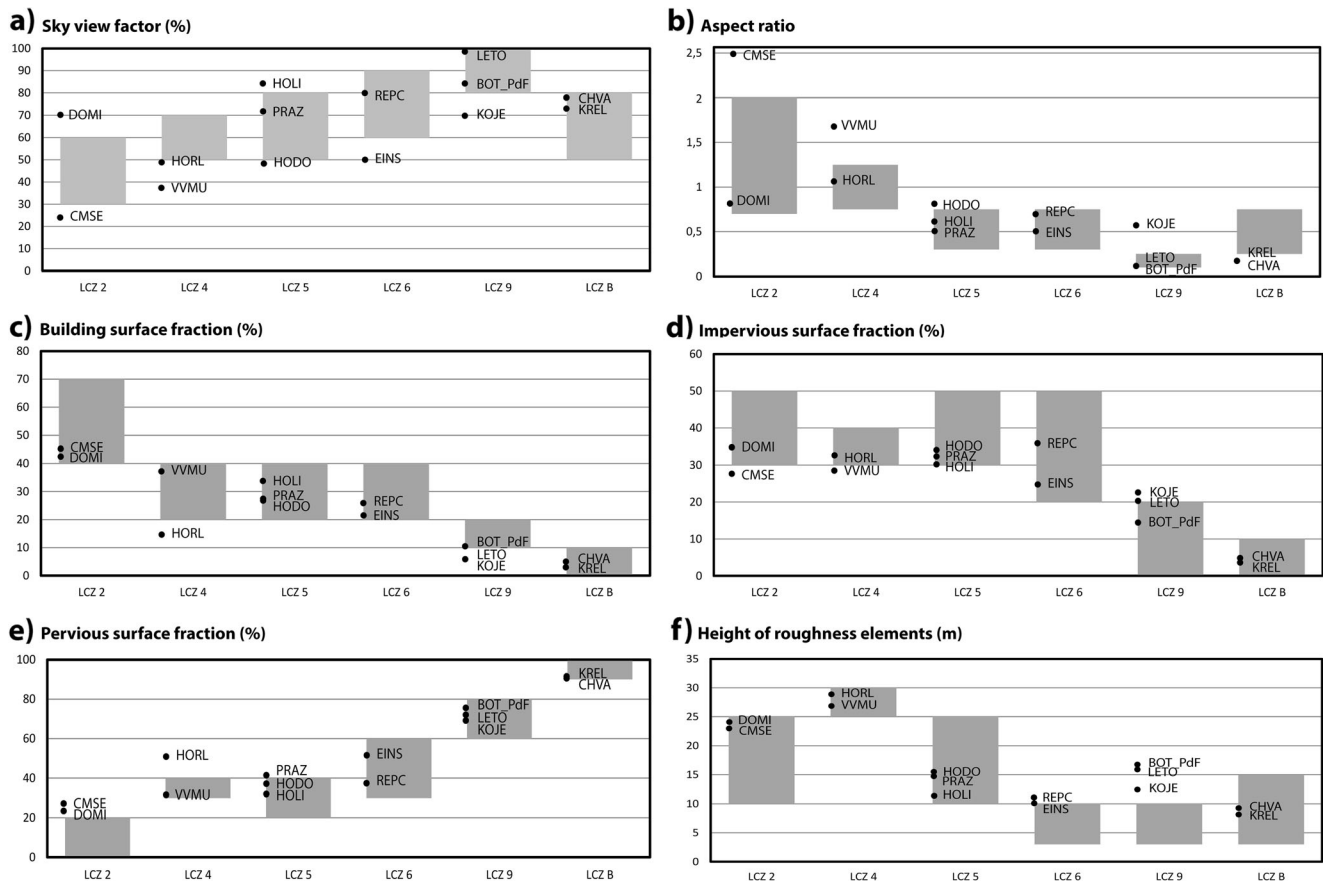 a) Sky view factor (%)
100
90
80
70
60
50
40
30
20
10
0
DOMI
CMSE
HORL
VVMU
HOLI
PRAZ
HODO
REPC
EINS
LETO
BOT_PdF
KOJE
CHVA
KREL
LCZ 2 LCZ 4 LCZ 5 LCZ 6 LCZ 9 LCZ B
b) Aspect ratio
2,5
2
1,5
1
0,5
0
CMSE
DOMI
VVMU
HORL
HODO
HOLI
PRAZ
REPC
EINS
KOJE
LETO
BOT_PdF
KREL
CHVA
LCZ 2 LCZ 4 LCZ 5 LCZ 6 LCZ 9 LCZ B
c) Building surface fraction (%)
80
70
60
50
40
30
20
10
0
CMSE
DOMI
VVMU
HORL
HOLI
PRAZ
HODO
REPC
EINS
BOT_PdF
LETO
KOJE
CHVA
KREL
LCZ 2 LCZ 4 LCZ 5 LCZ 6 LCZ 9 LCZ B
d) Impervious surface fraction (%)
60
50
40
30
20
10
0
DOMI
CMSE
HORL
VVMU
HODO
PRAZ
HOLI
REPC
EINS
KOJE
LETO
BOT_PdF
CHVA
KREL
LCZ 2 LCZ 4 LCZ 5 LCZ 6 LCZ 9 LCZ B
e) Pervious surface fraction (%)
100
80
60
40
20
0
CMSE
DOMI
HORL
VVMU
PRAZ
HODO
HOLI
EINS
REPC
BOT_PdF
LETO
KOJE
KREL
CHVA
LCZ 2 LCZ 4 LCZ 5 LCZ 6 LCZ 9 LCZ B
f) Height of roughness elements (m)
35
30
25
20
15
10
5
0
DOMI
CMSE
HORL
VVMU
HODO
PRAZ
HOLI
REPC
EINS
BOT_PdF
LETO
KOJE
CHVA
KREL
LCZ 2 LCZ 4 LCZ 5 LCZ 6 LCZ 9 LCZ B